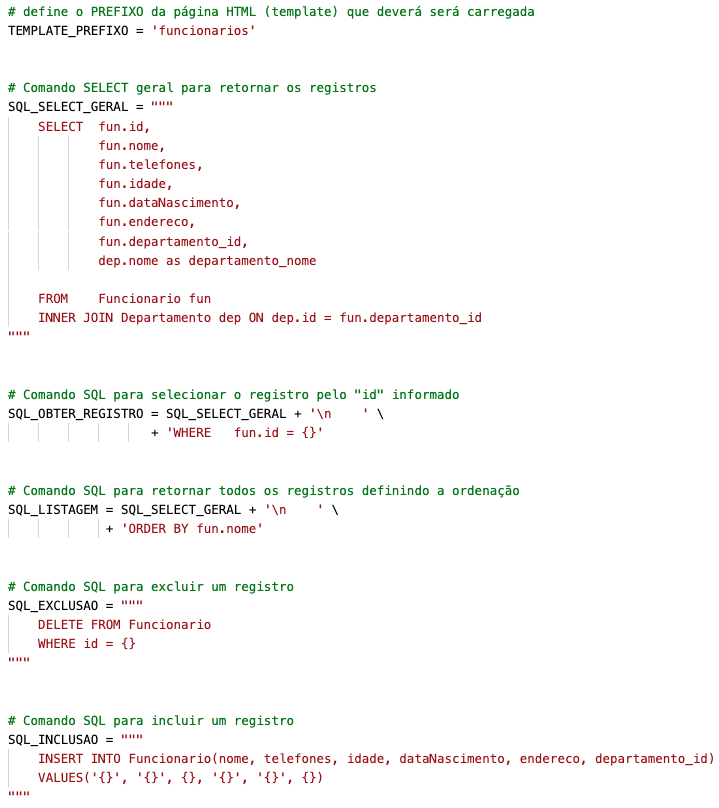 # define o PREFIXO da página HTML (template) que deverá será carregada
TEMPLATE_PREFIXO = 'funcionarios'
# Comando SELECT geral para retornar os registros
SQL_SELECT_GERAL = """
    SELECT  fun.id,
            fun.nome,
            fun.telefones,
            fun.idade,
            fun.dataNascimento,
            fun.endereco,
            fun.departamento_id,
            dep.nome as departamento_nome
    FROM    Funcionario fun
    INNER JOIN Departamento dep ON dep.id = fun.departamento_id
"""
# Comando SQL para selecionar o registro pelo "id" informado
SQL_OBTER_REGISTRO = SQL_SELECT_GERAL + '\n    ' \
                   + 'WHERE   fun.id = {}'
# Comando SQL para retornar todos os registros definindo a ordenação
SQL_LISTAGEM = SQL_SELECT_GERAL + '\n    ' \
             + 'ORDER BY fun.nome'
# Comando SQL para excluir um registro
SQL_EXCLUSAO = """
    DELETE FROM Funcionario
    WHERE id = {}
"""
# Comando SQL para incluir um registro
SQL_INCLUSAO = """
    INSERT INTO Funcionario(nome, telefones, idade, dataNascimento, endereco, departamento_id)
    VALUES('{}', '{}', {}, '{}', '{}', {})
"""